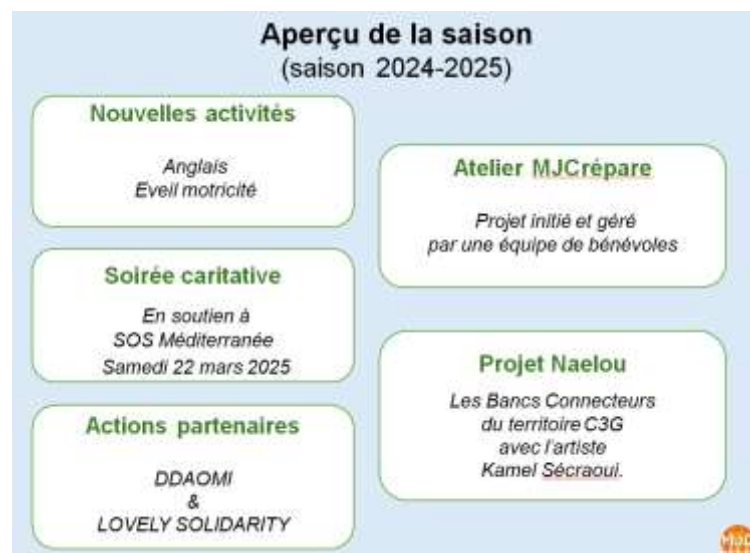 Aperçu de la saison
(saison 2024-2025)
Nouvelles activités
Anglais
Eveil motricité
Soirée caritative
En soutien à
SOS Méditerranée
Samedi 22 mars 2025
Actions partenaires
DDAOMI
&
LOVELY SOLIDARITY
Atelier MJCrépare
Projet initié et géré
par une équipe de bénévoles
Projet Naelou
Les Bancs Connecteurs
du territoire C3G
avec l'artiste
Kamel Sécraoui.